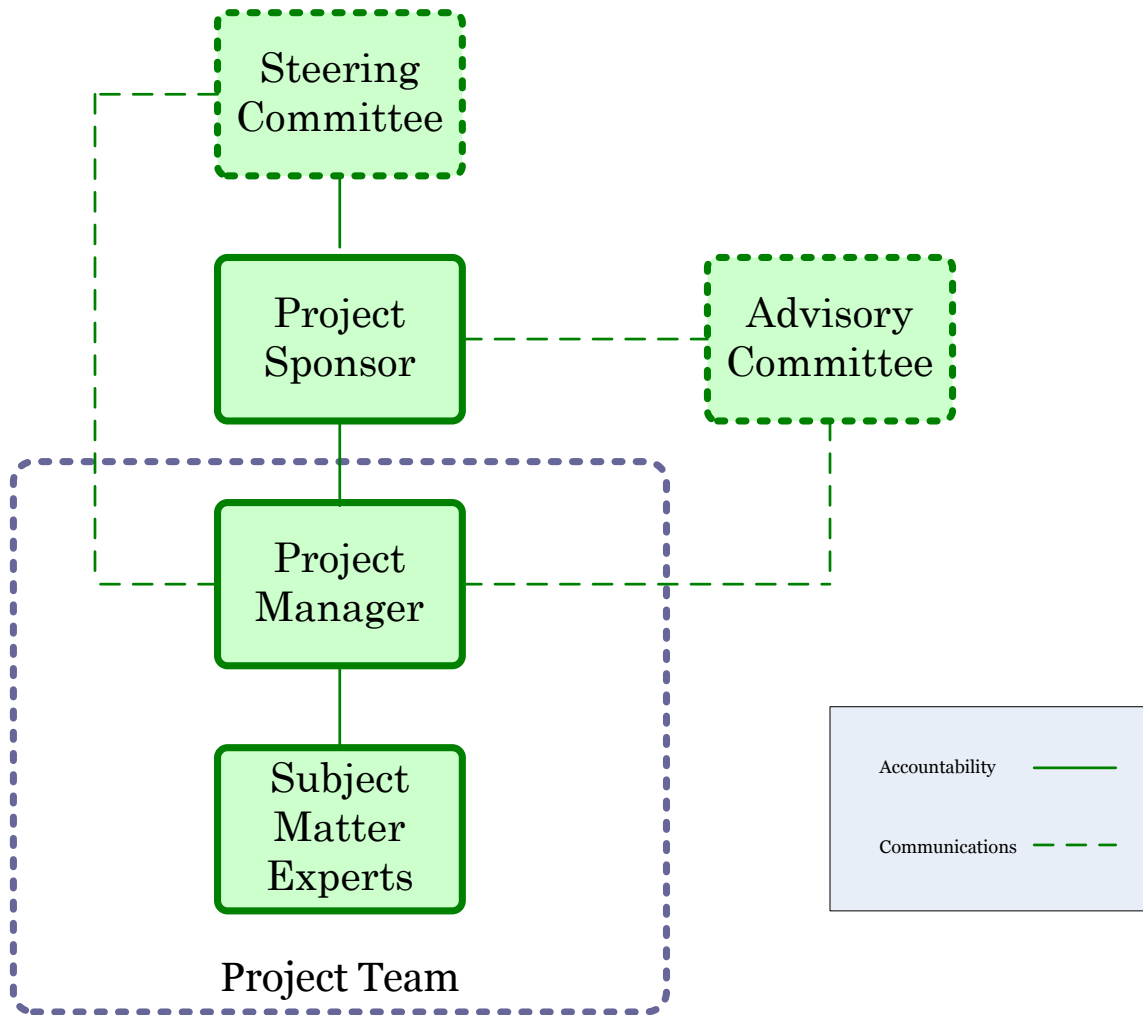 Steering
Committee
Project
Sponsor
Advisory
Committee
Project
Manager
Subject
Matter
Experts
Project Team
Accountability
Communications